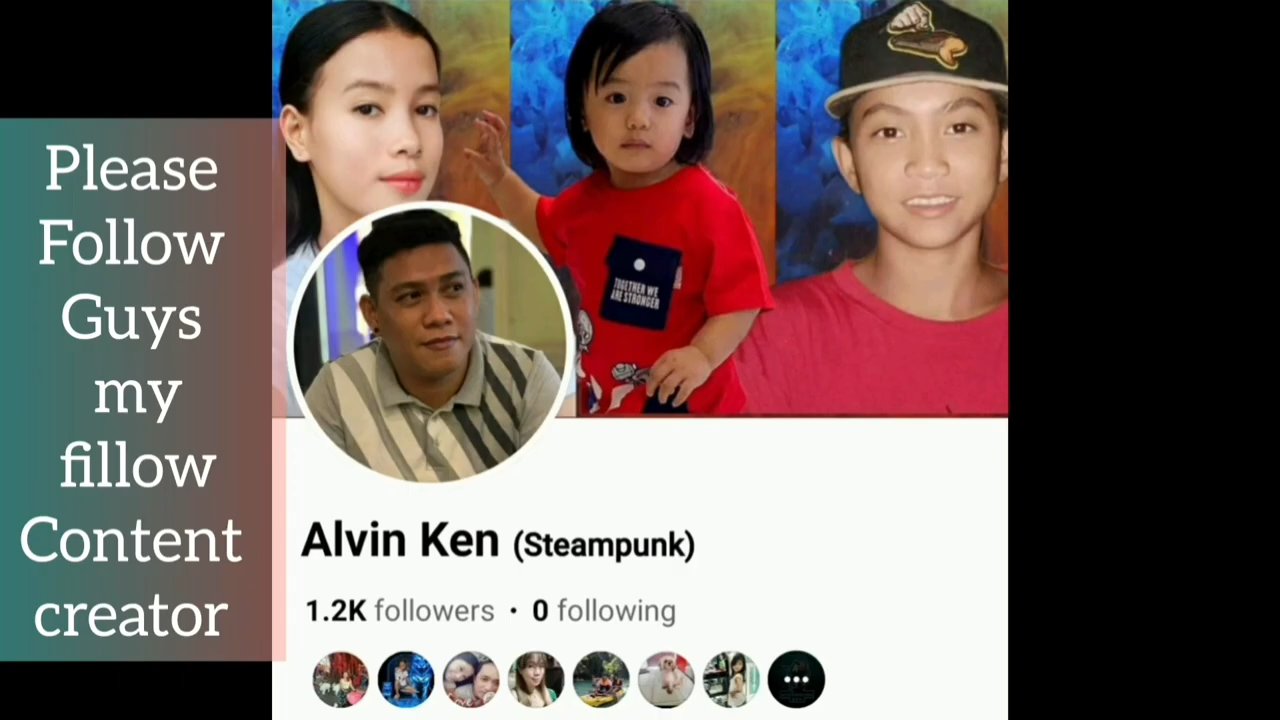 Please
Follow
Guys
my
fillow
Content
creator
TOGETHER WE
ARE STRONGER
Alvin Ken (Steampunk)
1.2K followers · 0 following